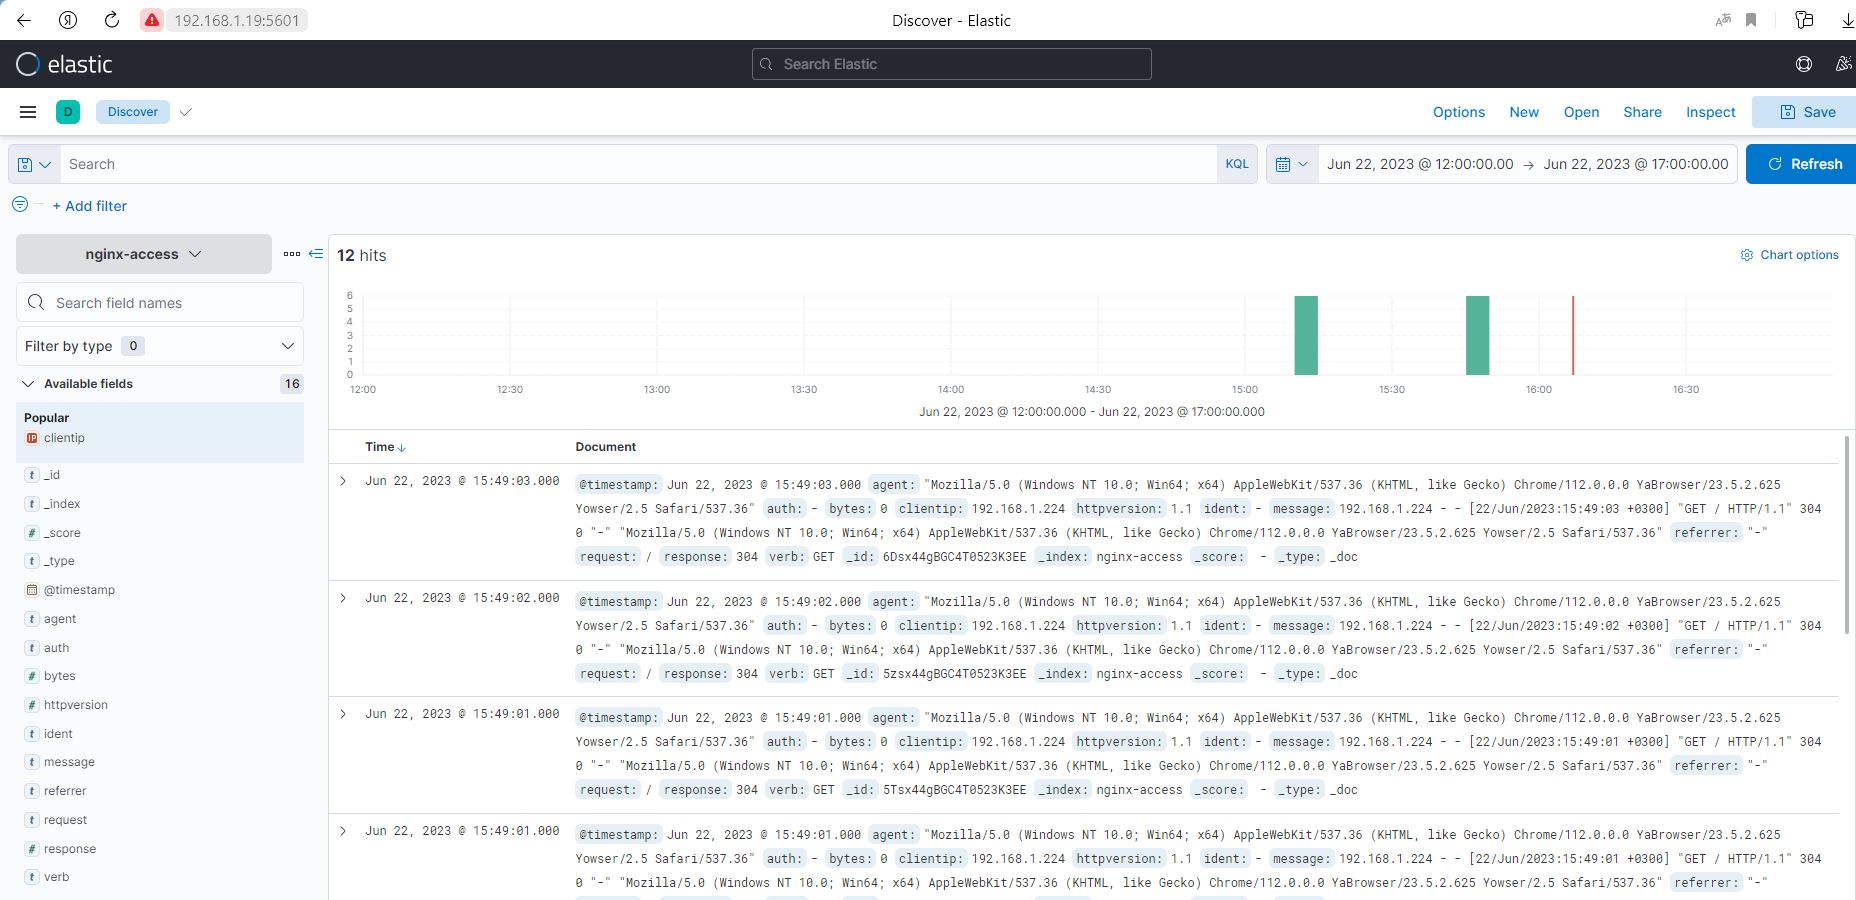 192.168.1.19:5601
Discover - Elastic
elastic
Search Elastic
D Discover
Options New Open Share Inspect Save
Search KQL Jun 22, 2023 @ 12:00:00.00 → Jun 22, 2023 @ 17:00:00.00 Refresh
+ Add filter
nginx-access
Search field names
Filter by type 0
Available fields 16
Popular
clientip
t _id
t _index
# _score
t _type
@timestamp
t agent
t auth
# bytes
# httpversion
t ident
t message
t referrer
t request
# response
t verb
12 hits
Chart options
6
5
4
3
2
1
0
12:00 12:30 13:00 13:30 14:00 14:30 15:00 15:30 16:00 16:30
Jun 22, 2023 @ 12:00:00.000 - Jun 22, 2023 @ 17:00:00.000
Time Document
Jun 22, 2023 @ 15:49:03.000 @timestamp: Jun 22, 2023 @ 15:49:03.000 agent: "Mozilla/5.0 (Windows NT 10.0; Win64; x64) AppleWebKit/537.36 (KHTML, like Gecko) Chrome/112.0.0.0 YaBrowser/23.5.2.625
Yowser/2.5 Safari/537.36" auth: - bytes: 0 clientip: 192.168.1.224 httpversion: 1.1 ident: - message: 192.168.1.224 - - [22/Jun/2023:15:49:03 +0300] "GET / HTTP/1.1" 304
0 "-" "Mozilla/5.0 (Windows NT 10.0; Win64; x64) AppleWebKit/537.36 (KHTML, like Gecko) Chrome/112.0.0.0 YaBrowser/23.5.2.625 Yowser/2.5 Safari/537.36" referrer: "-"
request: / response: 304 verb: GET _id: 6Dsx44gBGC4T0523K3EE _index: nginx-access _score: - _type: _doc
Jun 22, 2023 @ 15:49:02.000 @timestamp: Jun 22, 2023 @ 15:49:02.000 agent: "Mozilla/5.0 (Windows NT 10.0; Win64; x64) AppleWebKit/537.36 (KHTML, like Gecko) Chrome/112.0.0.0 YaBrowser/23.5.2.625
Yowser/2.5 Safari/537.36" auth: - bytes: 0 clientip: 192.168.1.224 httpversion: 1.1 ident: - message: 192.168.1.224 - - [22/Jun/2023:15:49:02 +0300] "GET / HTTP/1.1" 304
0 "-" "Mozilla/5.0 (Windows NT 10.0; Win64; x64) AppleWebKit/537.36 (KHTML, like Gecko) Chrome/112.0.0.0 YaBrowser/23.5.2.625 Yowser/2.5 Safari/537.36" referrer: "-"
request: / response: 304 verb: GET _id: 5zsx44gBGC4T0523K3EE _index: nginx-access _score: - _type: _doc
Jun 22, 2023 @ 15:49:01.000 @timestamp: Jun 22, 2023 @ 15:49:01.000 agent: "Mozilla/5.0 (Windows NT 10.0; Win64; x64) AppleWebKit/537.36 (KHTML, like Gecko) Chrome/112.0.0.0 YaBrowser/23.5.2.625
Yowser/2.5 Safari/537.36" auth: - bytes: 0 clientip: 192.168.1.224 httpversion: 1.1 ident: - message: 192.168.1.224 - - [22/Jun/2023:15:49:01 +0300] "GET / HTTP/1.1" 304
0 "-" "Mozilla/5.0 (Windows NT 10.0; Win64; x64) AppleWebKit/537.36 (KHTML, like Gecko) Chrome/112.0.0.0 YaBrowser/23.5.2.625 Yowser/2.5 Safari/537.36" referrer: "-"
request: / response: 304 verb: GET _id: 5Tsx44gBGC4T0523K3EE _index: nginx-access _score: - _type: _doc
Jun 22, 2023 @ 15:49:01.000 @timestamp: Jun 22, 2023 @ 15:49:01.000 agent: "Mozilla/5.0 (Windows NT 10.0; Win64; x64) AppleWebKit/537.36 (KHTML, like Gecko) Chrome/112.0.0.0 YaBrowser/23.5.2.625
Yowser/2.5 Safari/537.36" auth: - bytes: 0 clientip: 192.168.1.224 httpversion: 1.1 ident: - message: 192.168.1.224 - - [22/Jun/2023:15:49:01 +0300] "GET / HTTP/1.1" 304
0 "-" "Mozilla/5.0 (Windows NT 10.0; Win64; x64) AppleWebKit/537.36 (KHTML, like Gecko) Chrome/112.0.0.0 YaBrowser/23.5.2.625 Yowser/2.5 Safari/537.36" referrer: "-"